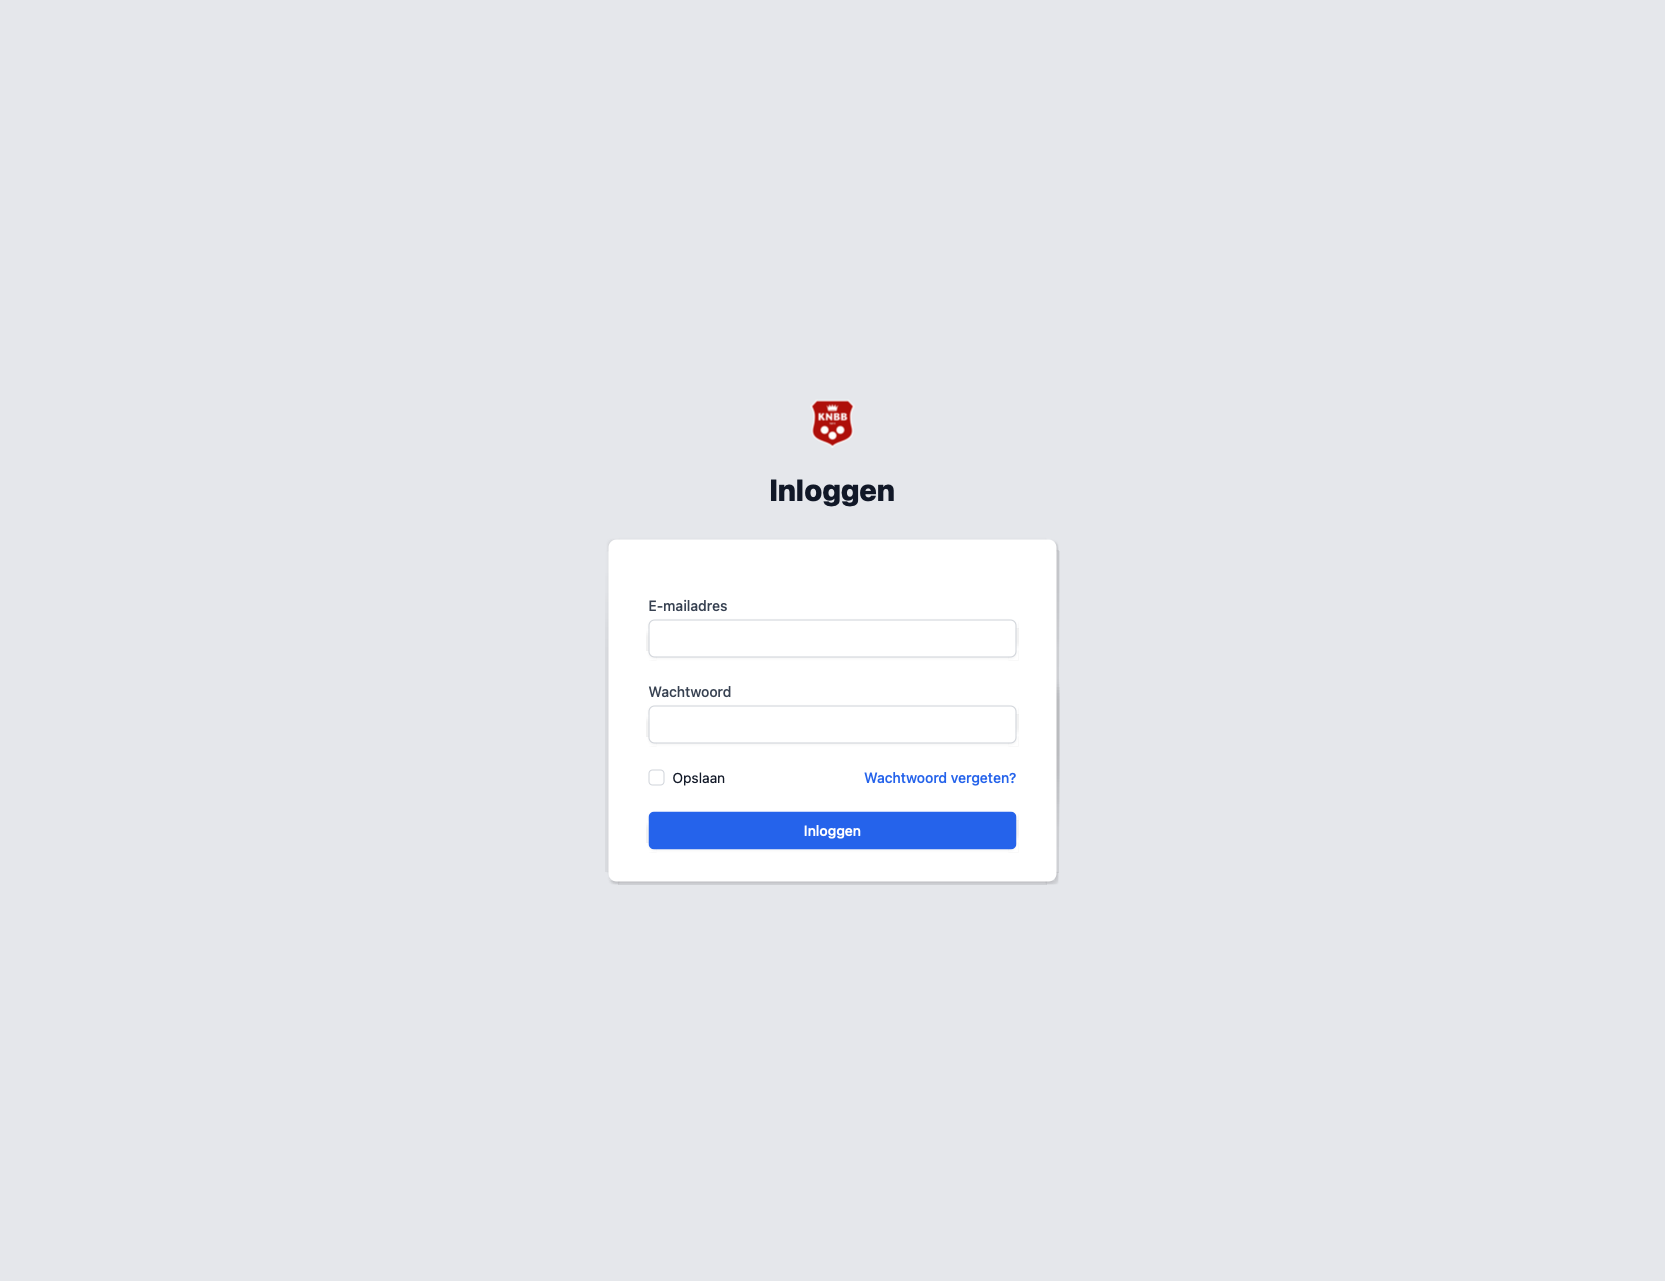 KNBB
Inloggen
E-mailadres
Wachtwoord
Opslaan
Wachtwoord vergeten?
Inloggen